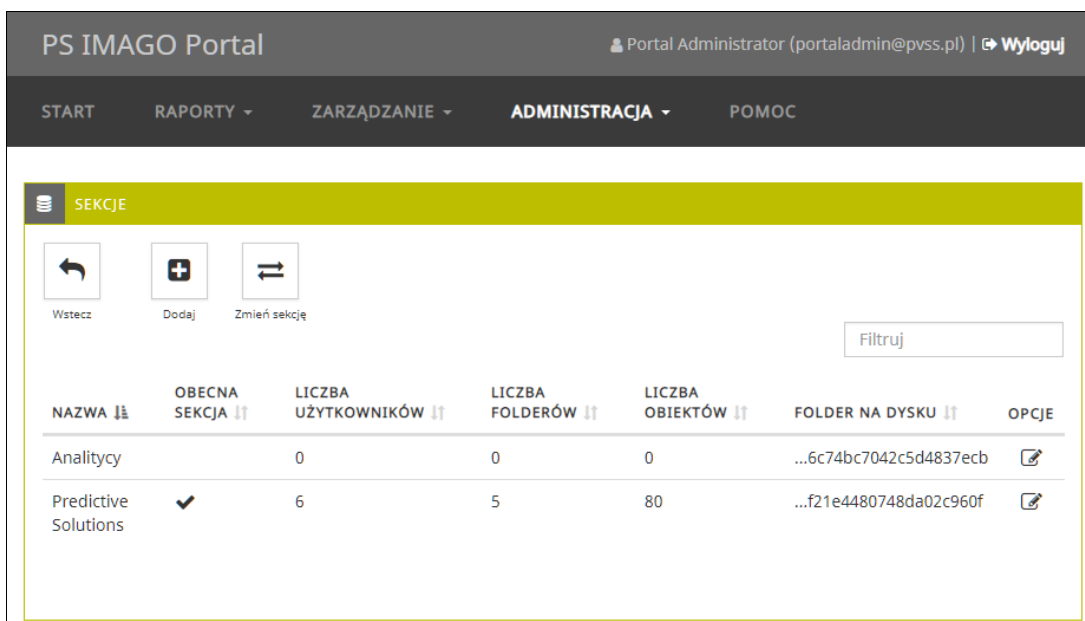 PS IMAGO Portal
Portal Administrator (portaladmin@pvss.pl) | Wyloguj
START RAPORTY ZARZĄDZANIE ADMINISTRACJA POMOC
SEKCJE
Wstecz Dodaj Zmień sekcję
Filtruj
NAZWA OBECNA SEKCJA LICZBA UŻYTKOWNIKÓW LICZBA FOLDERÓW LICZBA OBIEKTÓW FOLDER NA DYSKU OPCJE
Analitycy 0 0 0 ...6c74bc7042c5d4837ecb
Predictive Solutions 6 5 80 ...f21e4480748da02c960f